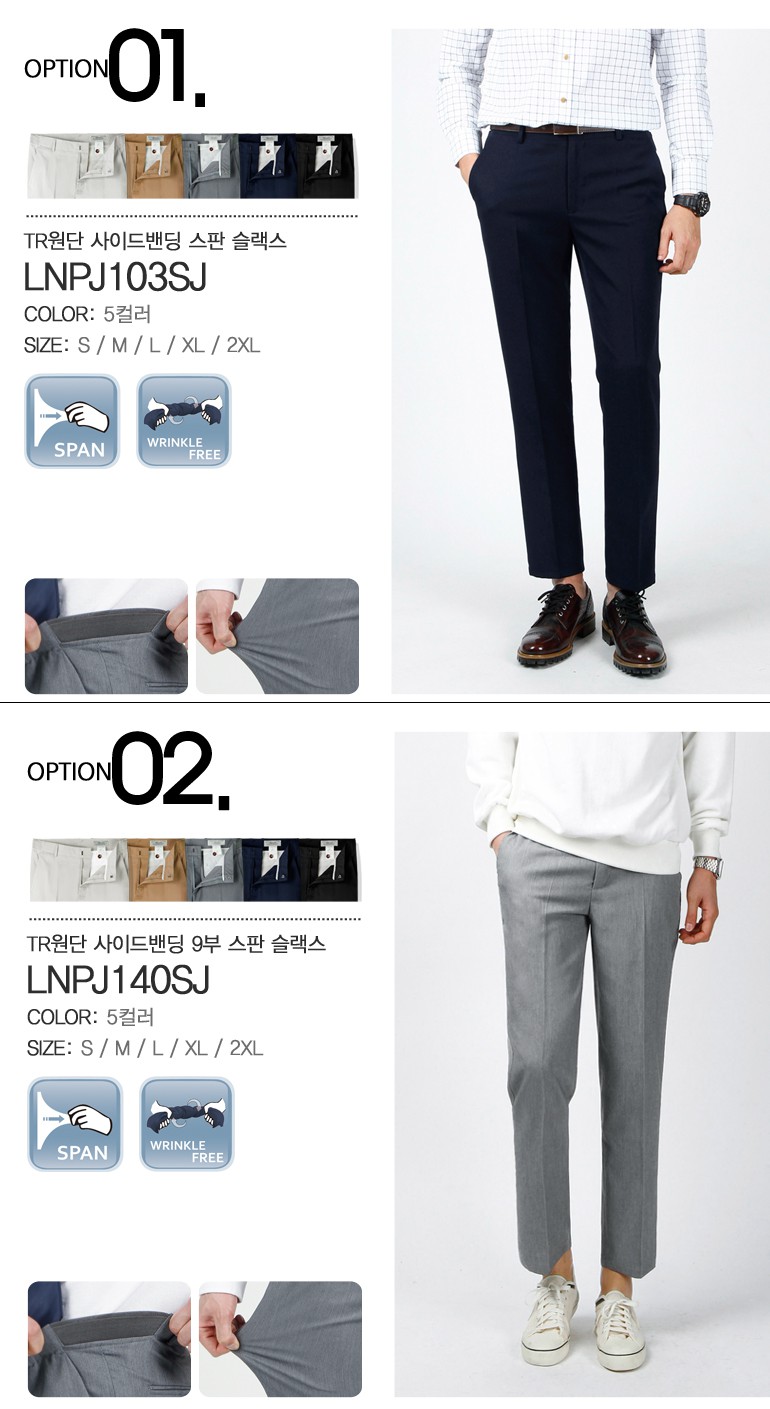 OPTION01.
TR원단 사이드밴딩 스판 슬랙스
LNPJ103SJ
COLOR: 5컬러
SIZE: S / M / L / XL / 2XL
SPAN
WRINKLE
FREE
OPTION02.
TR원단 사이드밴딩 9부 스판 슬랙스
LNPJ140SJ
COLOR: 5컬러
SIZE: S / M / L / XL / 2XL
SPAN
WRINKLE
FREE